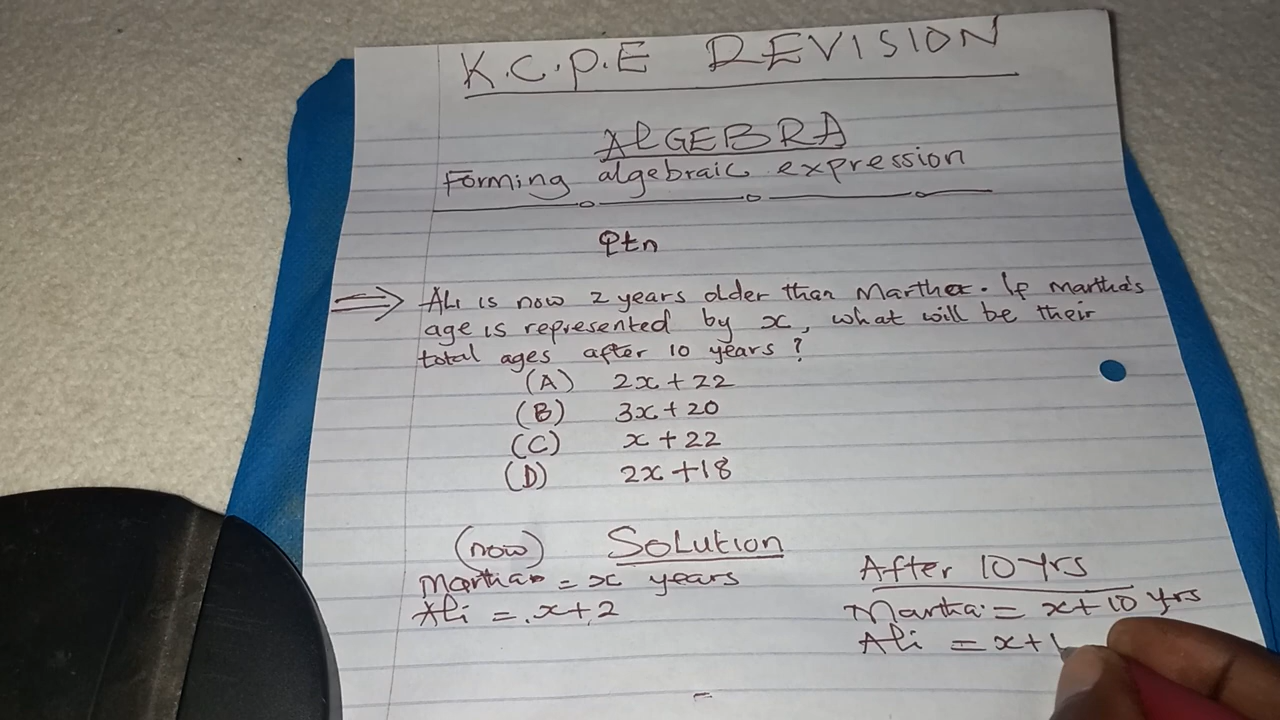 K.C.P.E REVISION
ALGEBRA
Forming algebraic expression
Qtn
⇒ Ali is now 2 years older than Martha. If martha's
age is represented by x, what will be their
total ages after 10 years?
(A) 2x+22
(B) 3x+20
(C) x+22
(D) 2x+18
(now) Solution
Martha = x years
Ali = x+2
After 10 yrs
Martha = x+10 yrs
Ali = x+1